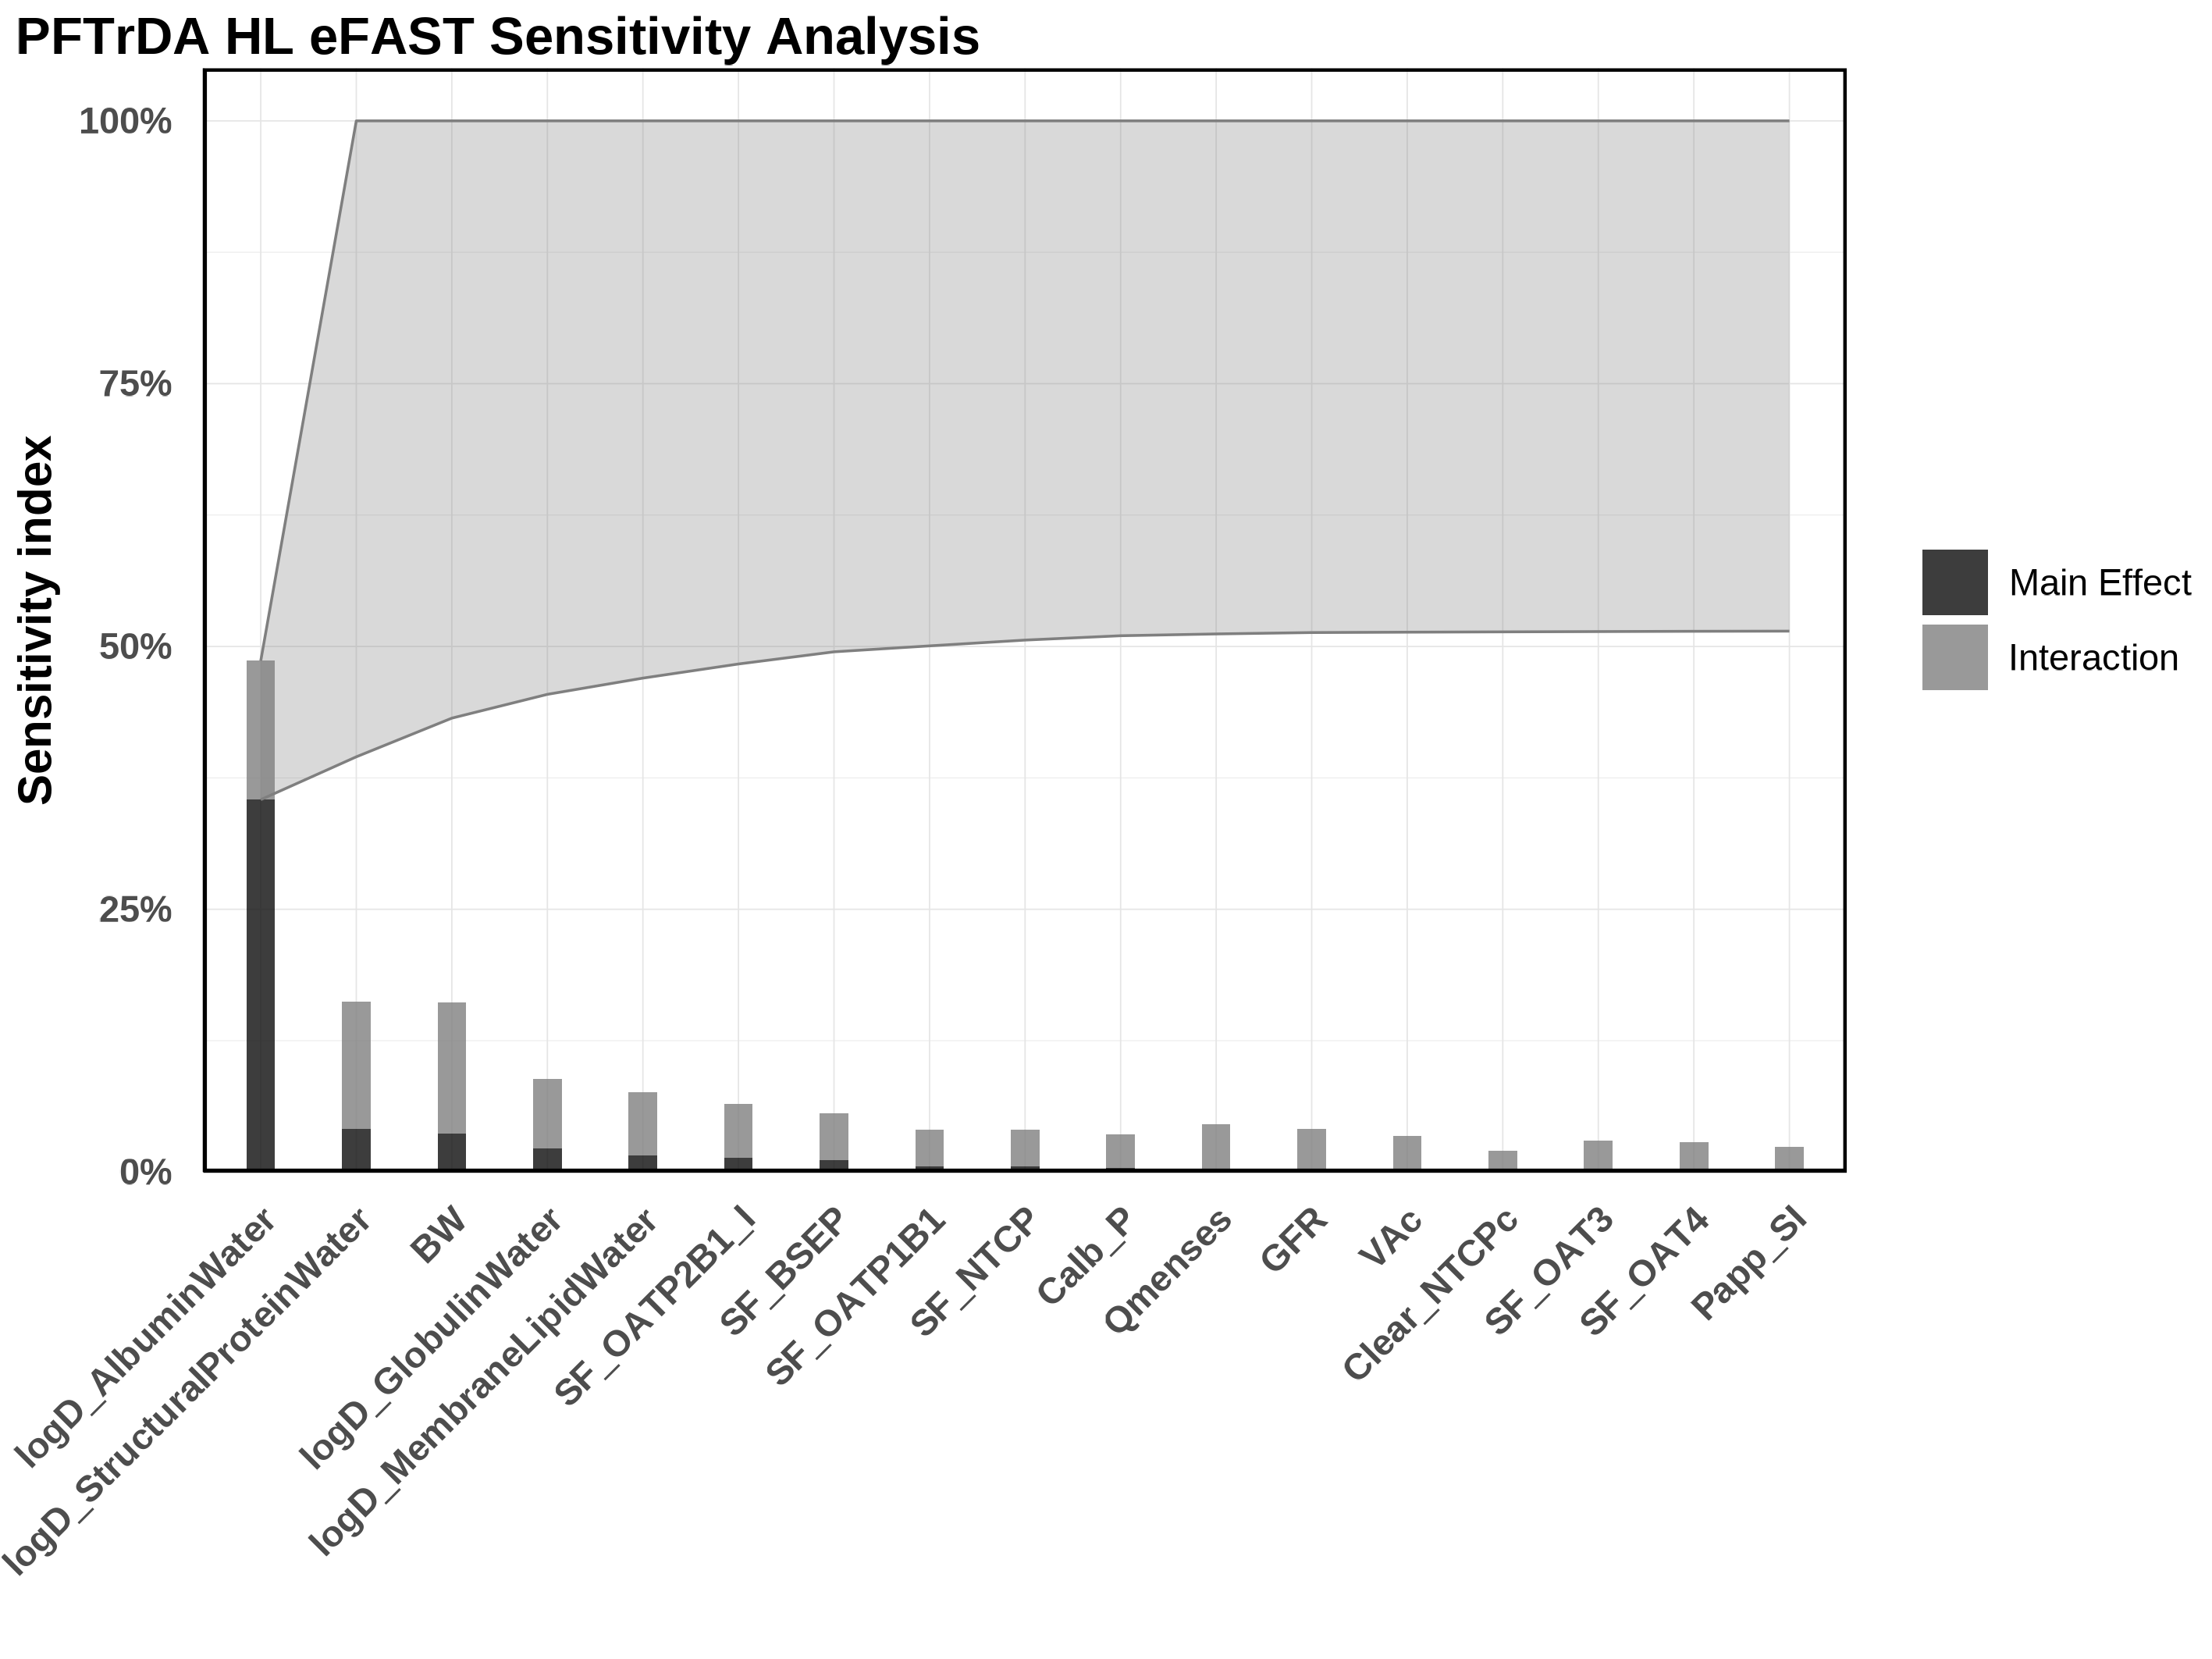 PFTrDA HL eFAST Sensitivity Analysis
Sensitivity index
100%
75%
50%
25%
0%
logD_AlbuminWater
logD_StructuralProteinWater
BW
logD_GlobulinWater
logD_MembraneLipidWater
SF_OATP2B1_I
SF_BSEP
SF_OATP1B1
SF_NTCP
Calb_P
Qmenses
GFR
VAc
Clear_NTCPc
SF_OAT3
SF_OAT4
Papp_SI
Main Effect
Interaction